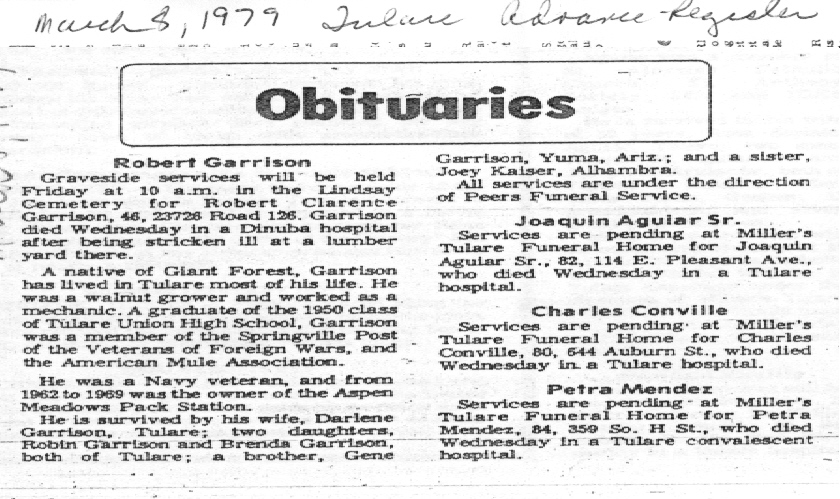 March 8, 1979 Tulare Advance-Register
Obituaries
Robert Garrison
Graveside services will be held
Friday at 10 a.m. in the Lindsay
Cemetery for Robert Clarence
Garrison, 46, 23726 Road 126. Garrison
died Wednesday in a Dinuba hospital
after being stricken ill at a lumber
yard there.
A native of Giant Forest, Garrison
has lived in Tulare most of his life. He
was a walnut grower and worked as a
mechanic. A graduate of the 1950 class
of Tulare Union High School, Garrison
was a member of the Springville Post
of the Veterans of Foreign Wars, and
the American Mule Association.
He was a Navy veteran, and from
1962 to 1969 was the owner of the Aspen
Meadows Pack Station.
He is survived by his wife, Darlene
Garrison, Tulare; two daughters,
Robin Garrison and Brenda Garrison,
both of Tulare; a brother, Gene
Garrison, Yuma, Ariz.; and a sister,
Joey Kaiser, Alhambra.
All services are under the direction
of Peers Funeral Service.
Joaquin Aguiar Sr.
Services are pending at Miller's
Tulare Funeral Home for Joaquin
Aguiar Sr., 82, 114 E. Pleasant Ave.,
who died Wednesday in a Tulare
hospital.
Charles Conville
Services are pending at Miller's
Tulare Funeral Home for Charles
Conville, 80, 644 Auburn St., who died
Wednesday in a Tulare hospital.
Petra Mendez
Services are pending at Miller's
Tulare Funeral Home for Petra
Mendez, 84, 359 So. H St., who died
Wednesday in a Tulare convalescent
hospital.